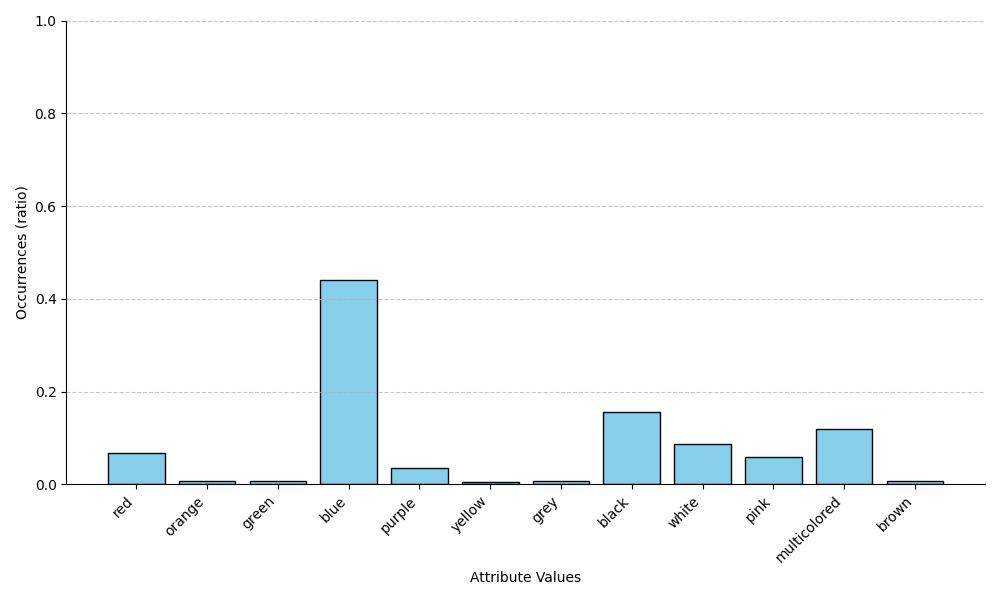 1.0
0.8
0.6
0.4
0.2
0.0
Occurrences (ratio)
red
orange
green
blue
purple
yellow
grey
black
white
pink
multicolored
brown
Attribute Values